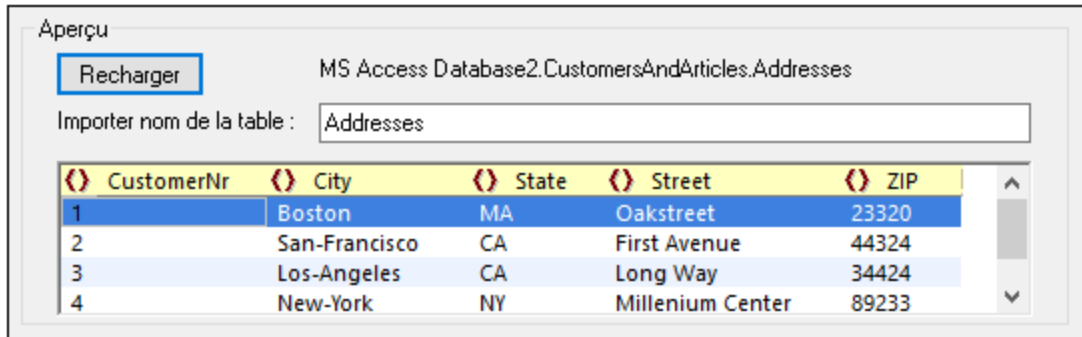 Aperçu
Recharger MS Access Database2.CustomersAndArticles.Addresses
Importer nom de la table : Addresses
CustomerNr City State Street ZIP
1 Boston MA Oakstreet 23320
2 San-Francisco CA First Avenue 44324
3 Los-Angeles CA Long Way 34424
4 New-York NY Millenium Center 89233